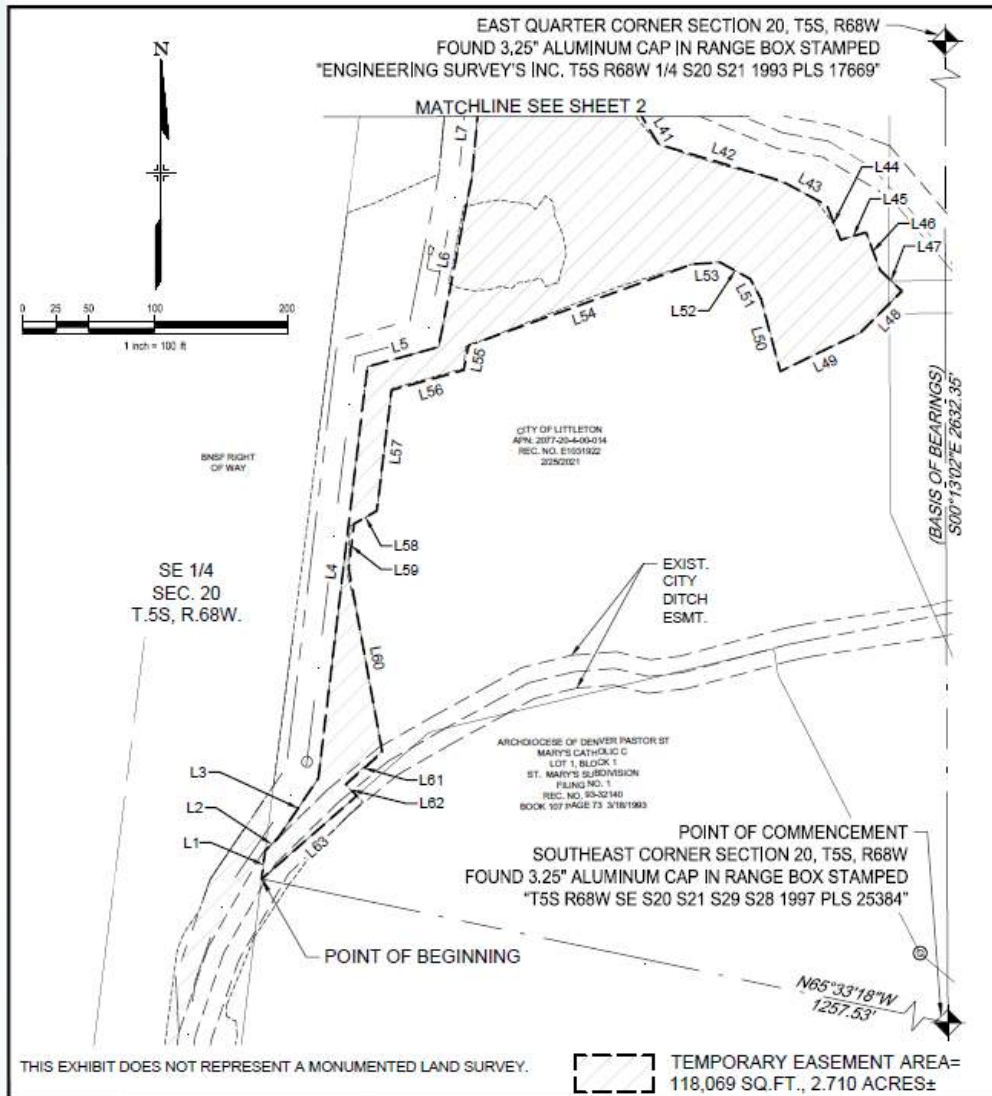 EAST QUARTER CORNER SECTION 20, T5S, R68W
FOUND 3,25" ALUMINUM CAP IN RANGE BOX STAMPED
"ENGINEERING SURVEY'S INC. T5S R68W 1/4 S20 S21 1993 PLS 17669"
MATCHLINE SEE SHEET 2
N
L7
L41
L42
L43
L44
L45
L46
L47
L6
L53
L52
L51
L54
L48
0 25 50 100 200
1 inch = 100 ft
L5
L55
L50
L49
L56
(BASIS OF BEARINGS)
S00°13'02"E 2632.35'
L57
CITY OF LITTLETON
APN: 2077-20-4-00-014
REC. NO. E1031922
2/25/2021
BNSF RIGHT
OF WAY
L58
L59
L4
SE 1/4
SEC. 20
T.5S, R.68W.
EXIST.
CITY
DITCH
ESMT.
L60
ARCHDIOCESE OF DENVER PASTOR ST
MARY'S CATHOLIC C
LOT 1, BLOCK 1
ST. MARY'S SUBDIVISION
FILING NO. 1
REC. NO. 93-32140
BOOK 107 PAGE 73 3/18/1993
L3
L61
L62
L2
L1
L63
POINT OF COMMENCEMENT
SOUTHEAST CORNER SECTION 20, T5S, R68W
FOUND 3.25" ALUMINUM CAP IN RANGE BOX STAMPED
"T5S R68W SE S20 S21 S29 S28 1997 PLS 25384"
POINT OF BEGINNING
N65°33'18"W
1257.53'
THIS EXHIBIT DOES NOT REPRESENT A MONUMENTED LAND SURVEY.
TEMPORARY EASEMENT AREA=
118,069 SQ.FT., 2.710 ACRES±